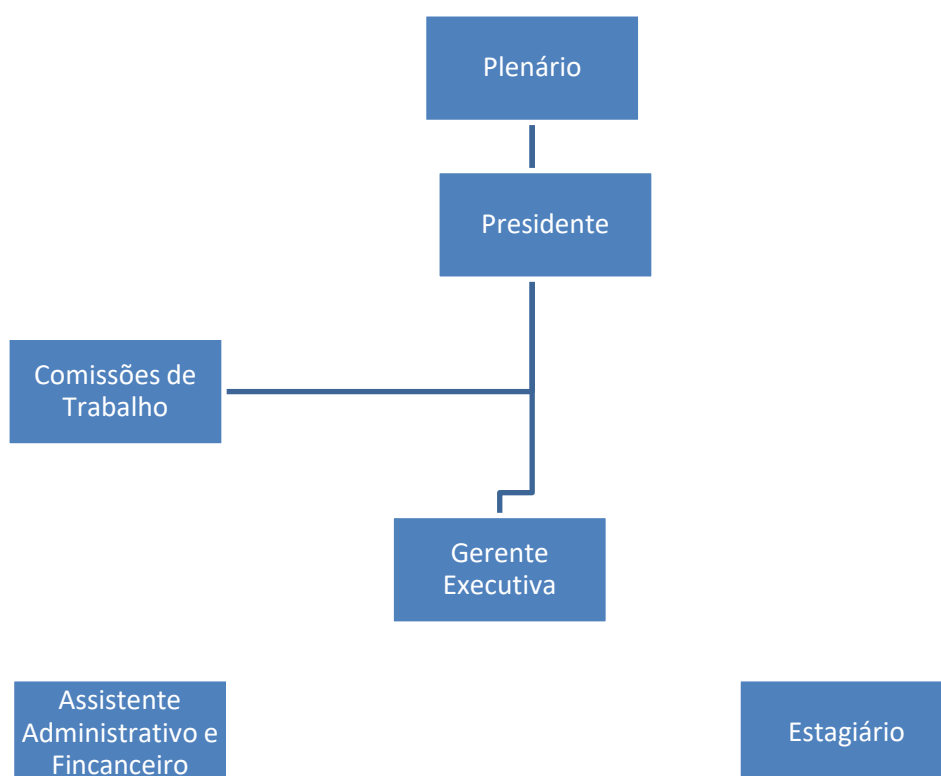 Plenário
Presidente
Comissões de
Trabalho
Gerente
Executiva
Assistente
Administrativo e
Fincanceiro
Estagiário